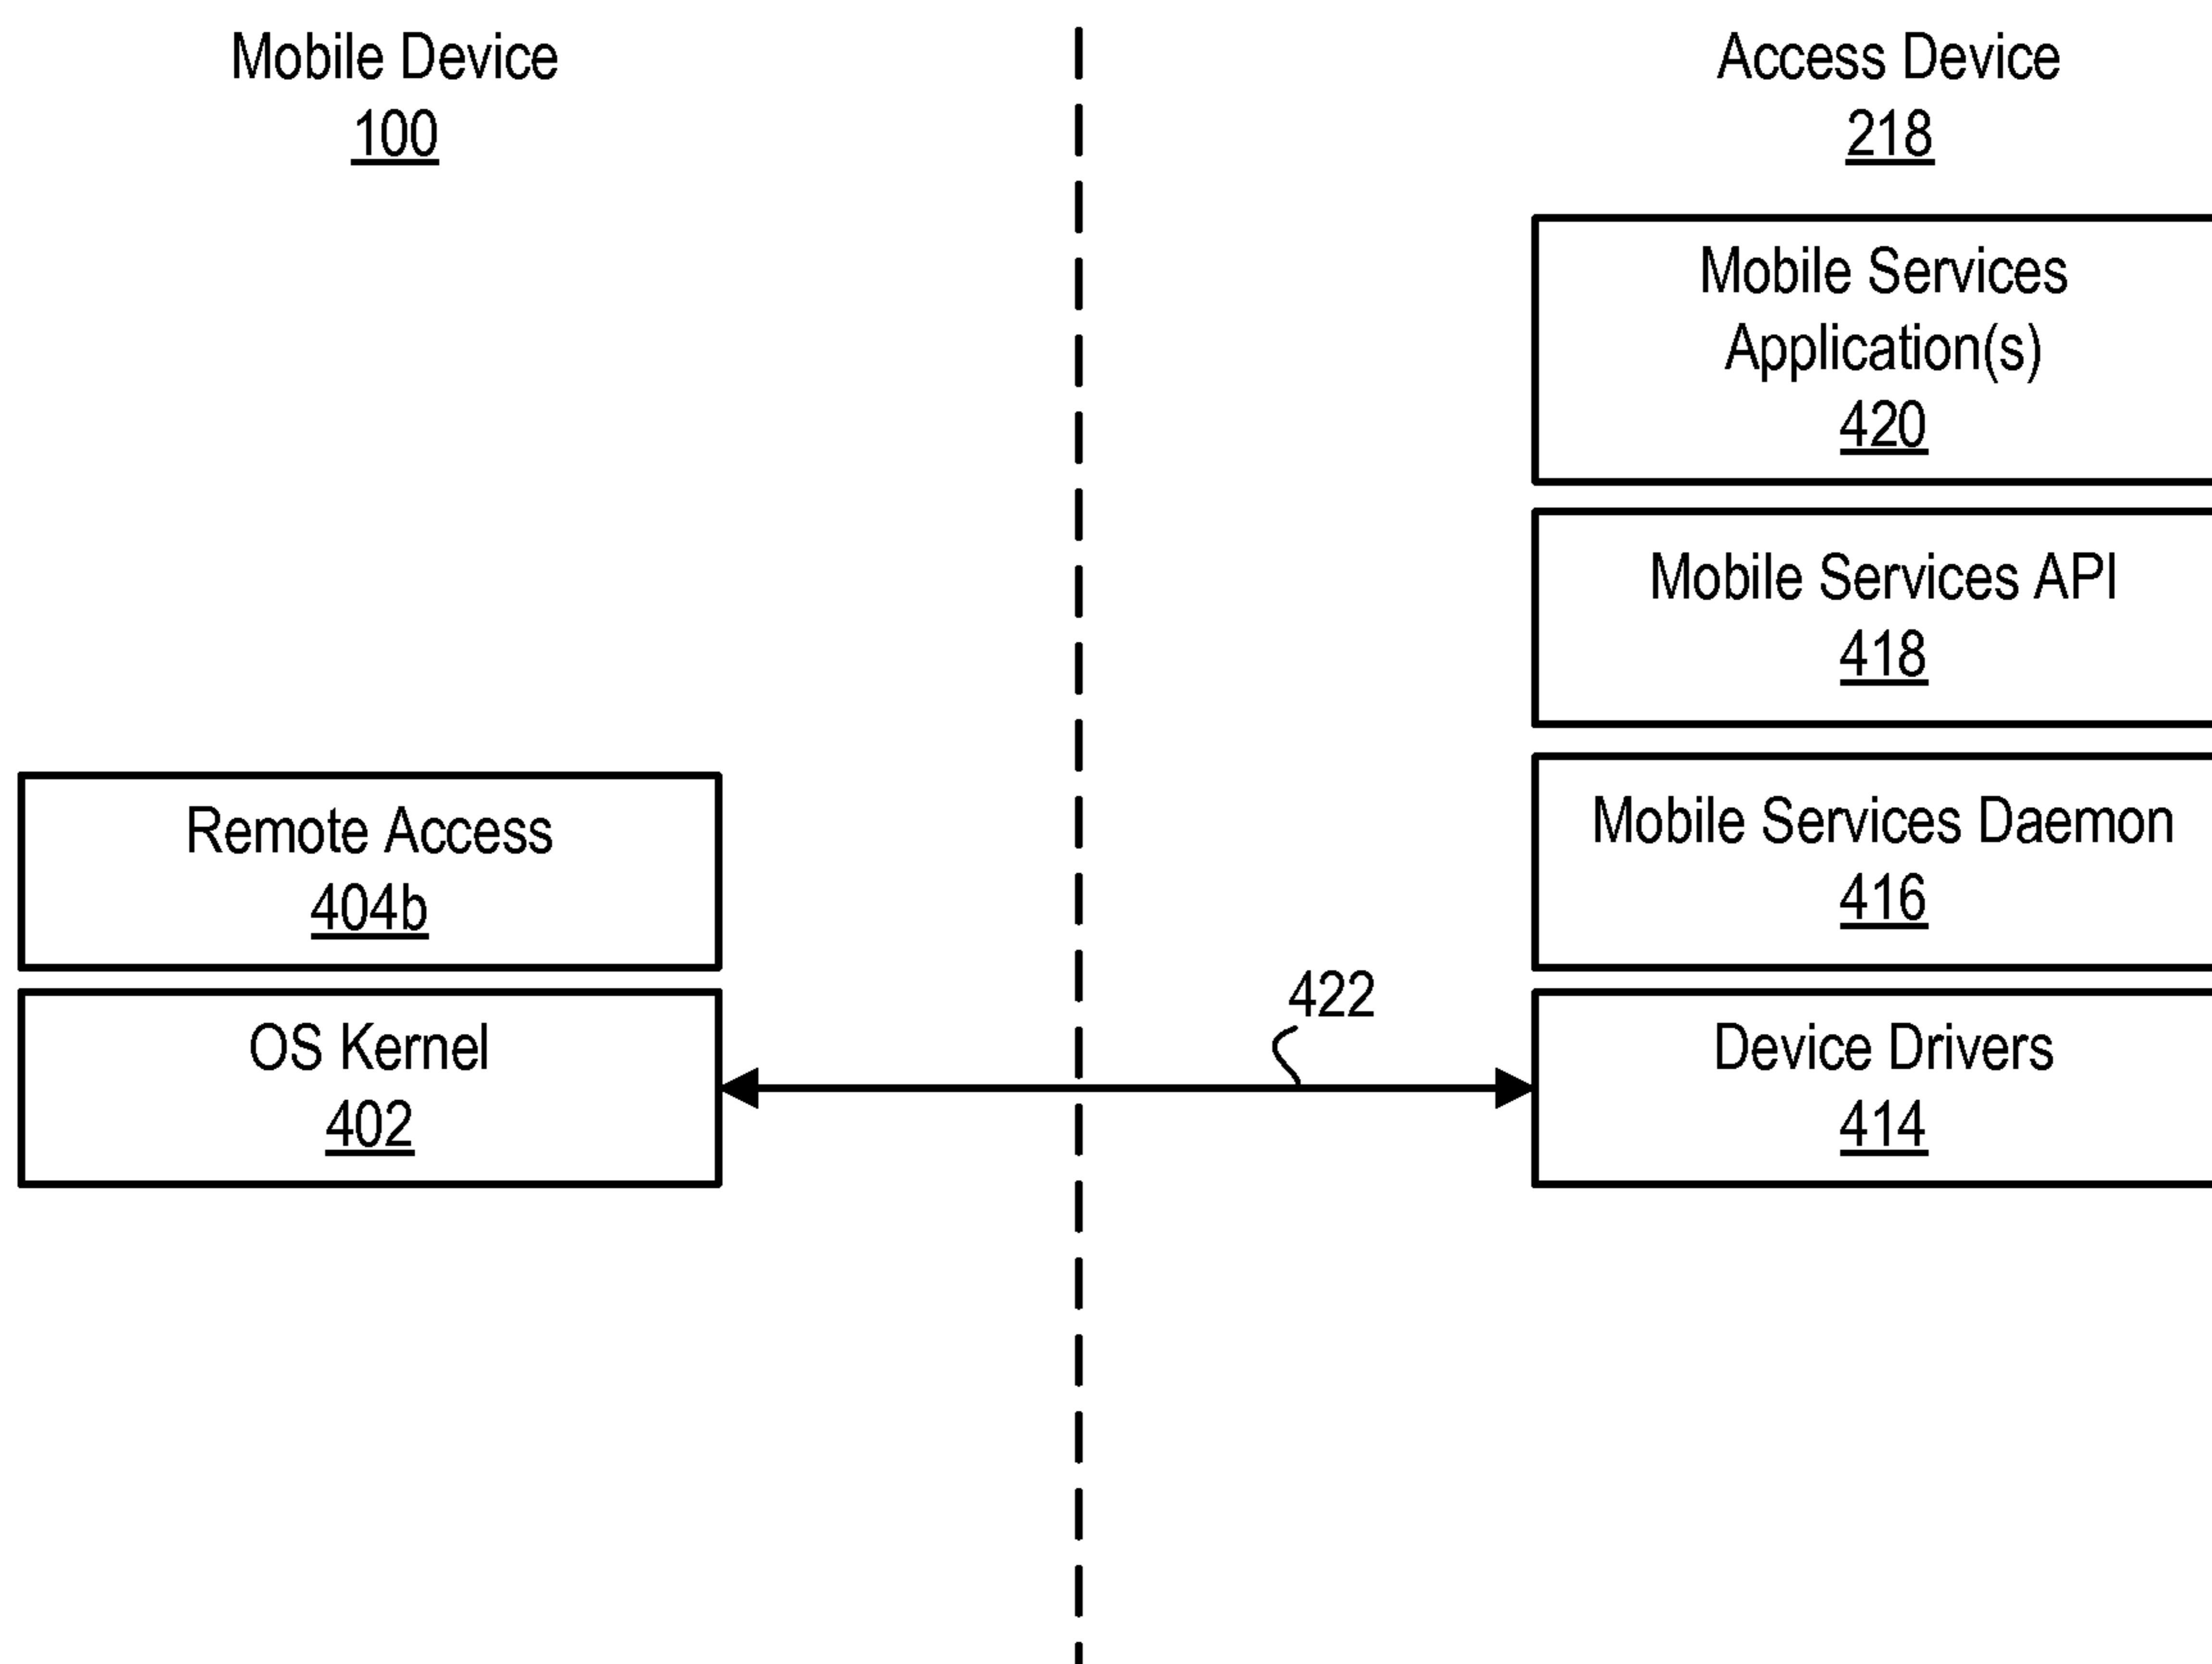 Mobile Device
100
Access Device
218
Mobile Services
Application(s)
420
Mobile Services API
418
Mobile Services Daemon
416
Remote Access
404b
422
OS Kernel
402
Device Drivers
414